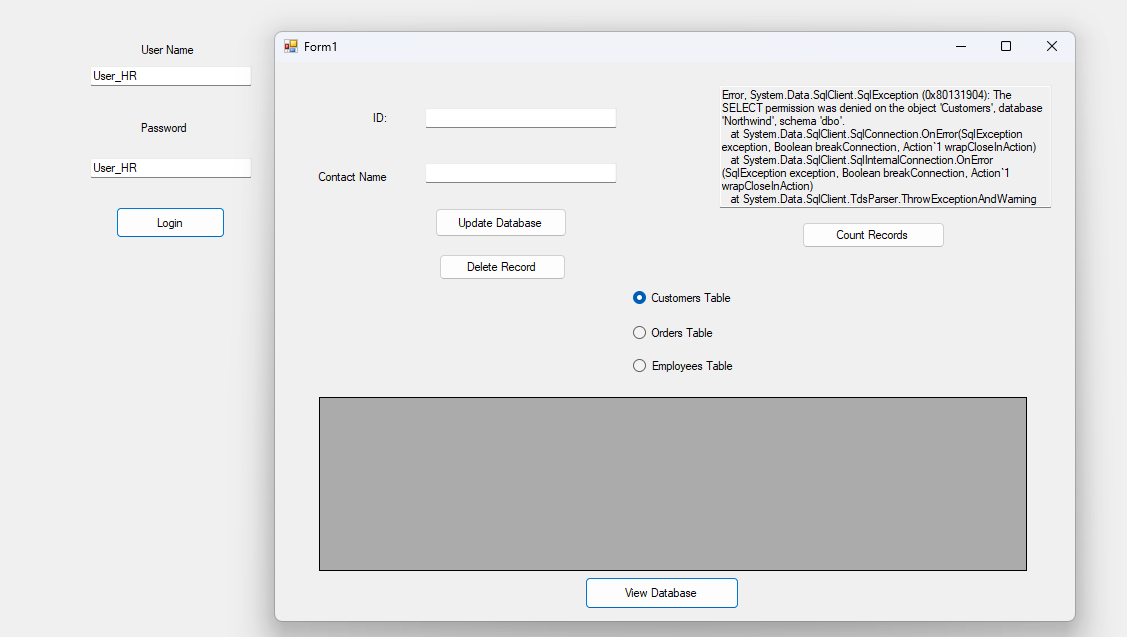 User Name
User_HR
Password
User_HR
Login
Form1
ID:
Contact Name
Update Database
Delete Record
Error, System.Data.SqlClient.SqlException (0x80131904): The
SELECT permission was denied on the object 'Customers', database
'Northwind', schema 'dbo'.
at System.Data.SqlClient.SqlConnection.OnError(SqlException
exception, Boolean breakConnection, Action`1 wrapCloseInAction)
at System.Data.SqlClient.SqlInternalConnection.OnError
(SqlException exception, Boolean breakConnection, Action`1
wrapCloseInAction)
at System.Data.SqlClient.TdsParser.ThrowExceptionAndWarning
Count Records
Customers Table
Orders Table
Employees Table
View Database